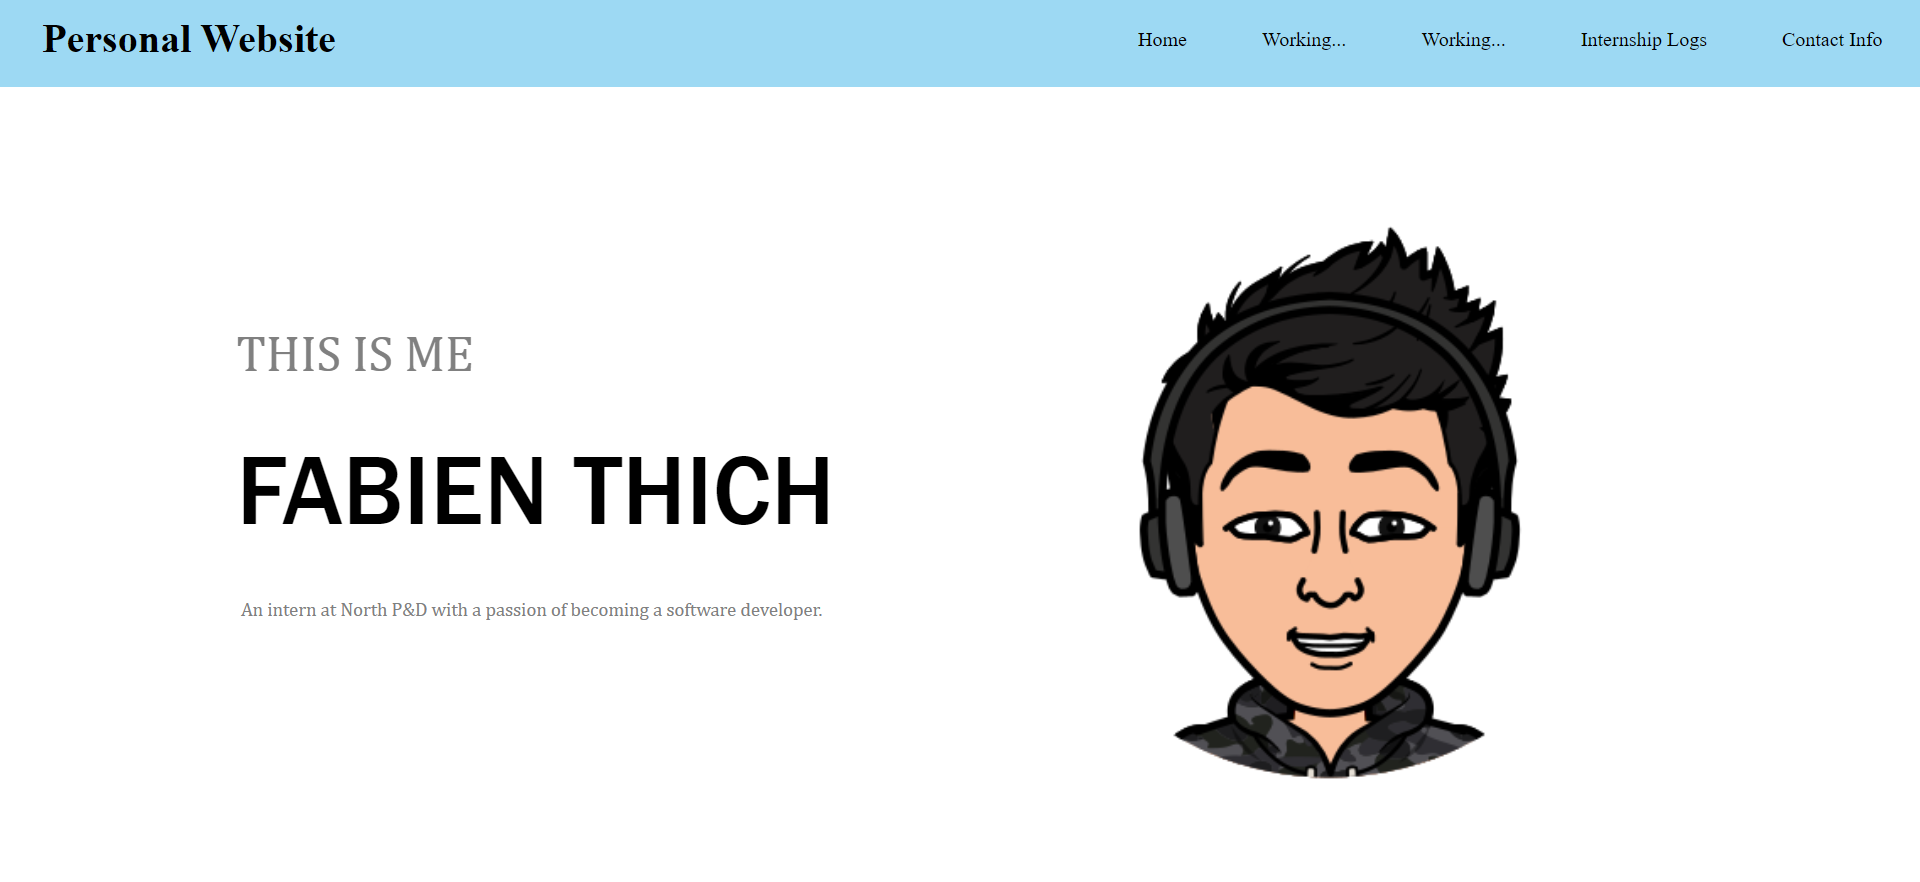 Personal Website
Home Working... Working... Internship Logs Contact Info
THIS IS ME
FABIEN THICH
An intern at North P&D with a passion of becoming a software developer.